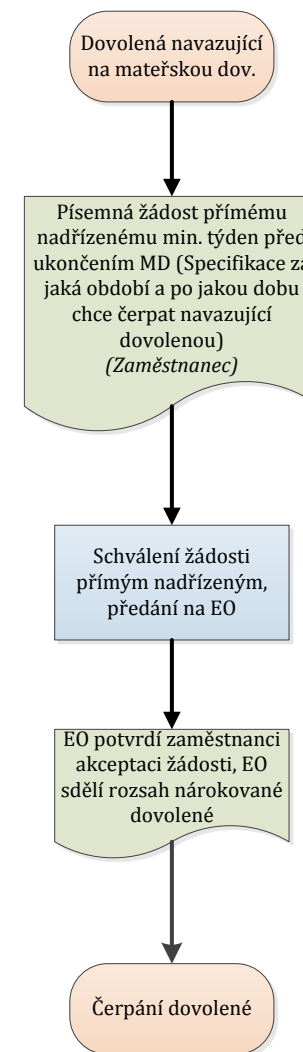 Dovolená navazující
na mateřskou dov.
Písemná žádost přímému
nadřízenému min. týden před
ukončením MD (Specifikace za
jaká období a po jakou dobu
chce čerpat navazující
dovolenou)
(Zaměstnanec)
Schválení žádosti
přímým nadřízeným,
předání na EO
EO potvrdí zaměstnanci
akceptaci žádosti, EO
sdělí rozsah nárokované
dovolené
Čerpání dovolené